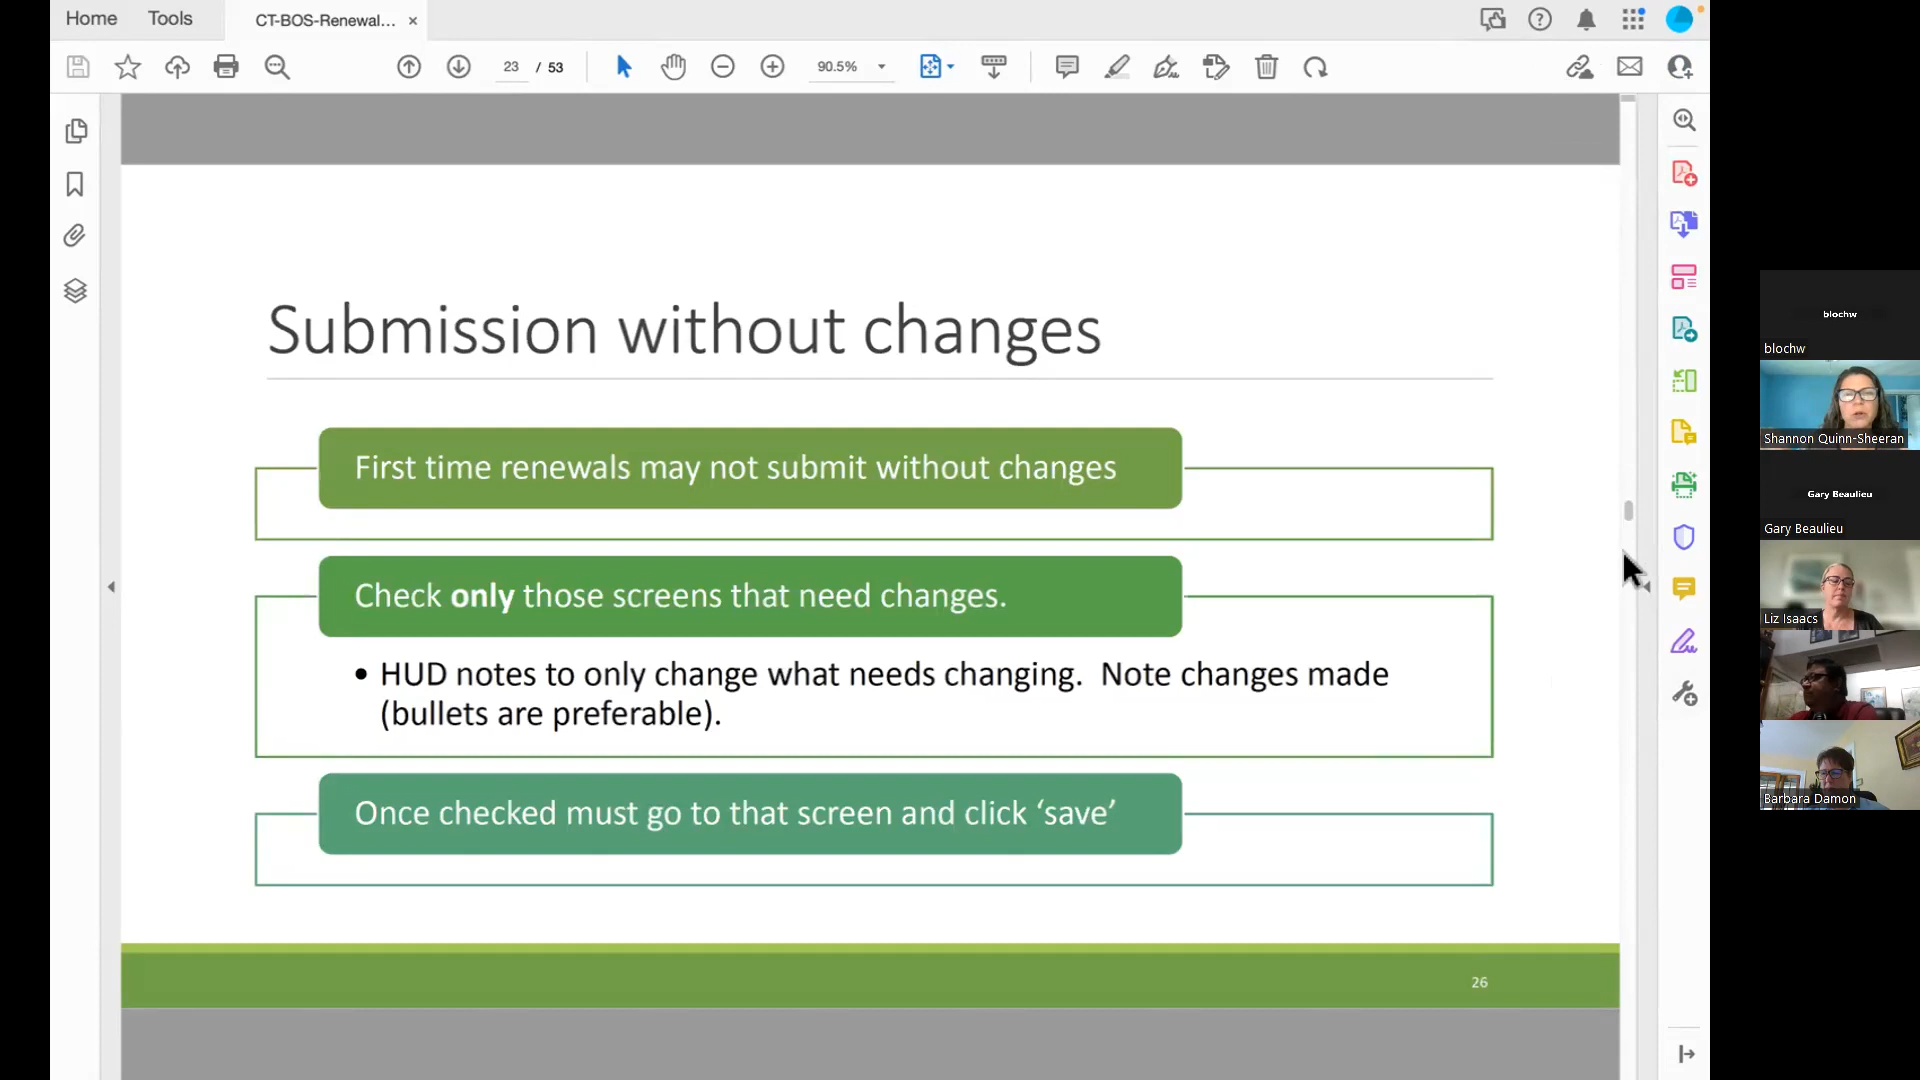 Home
Tools
CT-BOS-Renewal...
23 / 53
90.5%
Submission without changes
First time renewals may not submit without changes
Check only those screens that need changes.
• HUD notes to only change what needs changing.  Note changes made
(bullets are preferable).
Once checked must go to that screen and click ‘save’
26
blochw
blochw
Shannon Quinn-Sheeran
Gary Beaulieu
Gary Beaulieu
Liz Isaacs
Barbara Damon